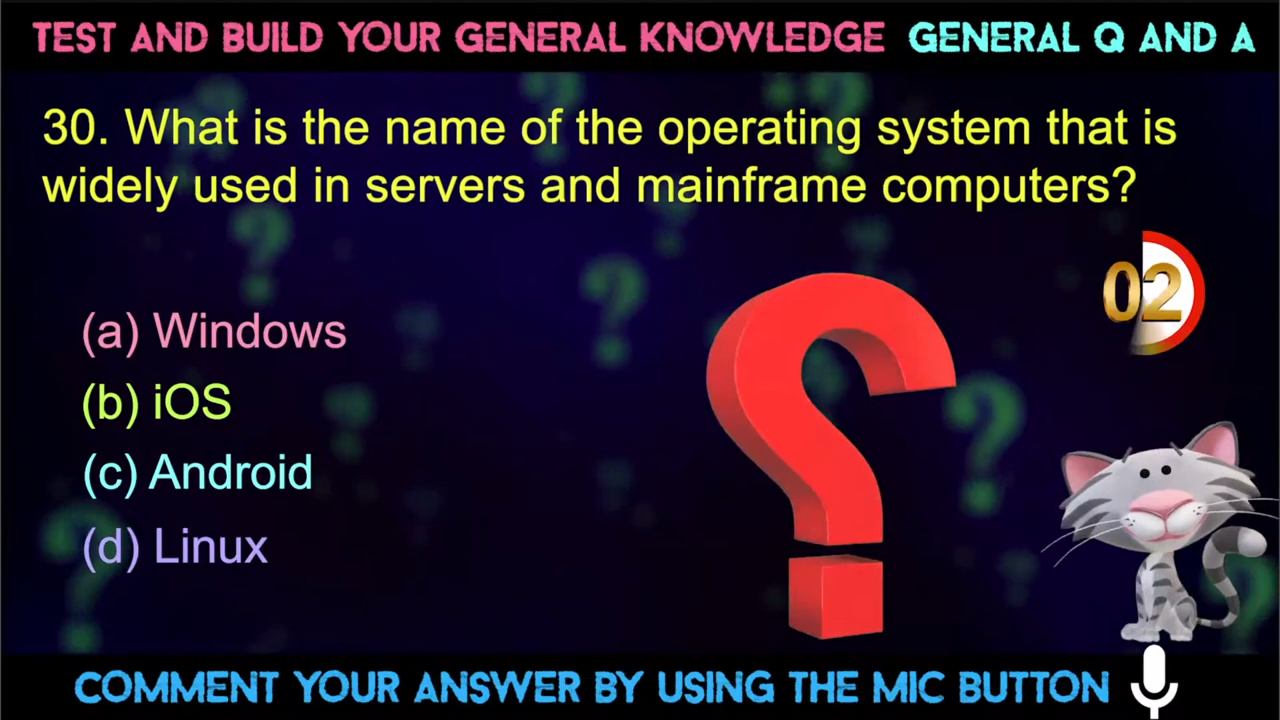 TEST AND BUILD YOUR GENERAL KNOWLEDGE GENERAL Q AND A
30. What is the name of the operating system that is
widely used in servers and mainframe computers?
02
(a) Windows
(b) iOS
(c) Android
(d) Linux
COMMENT YOUR ANSWER BY USING THE MIC BUTTON